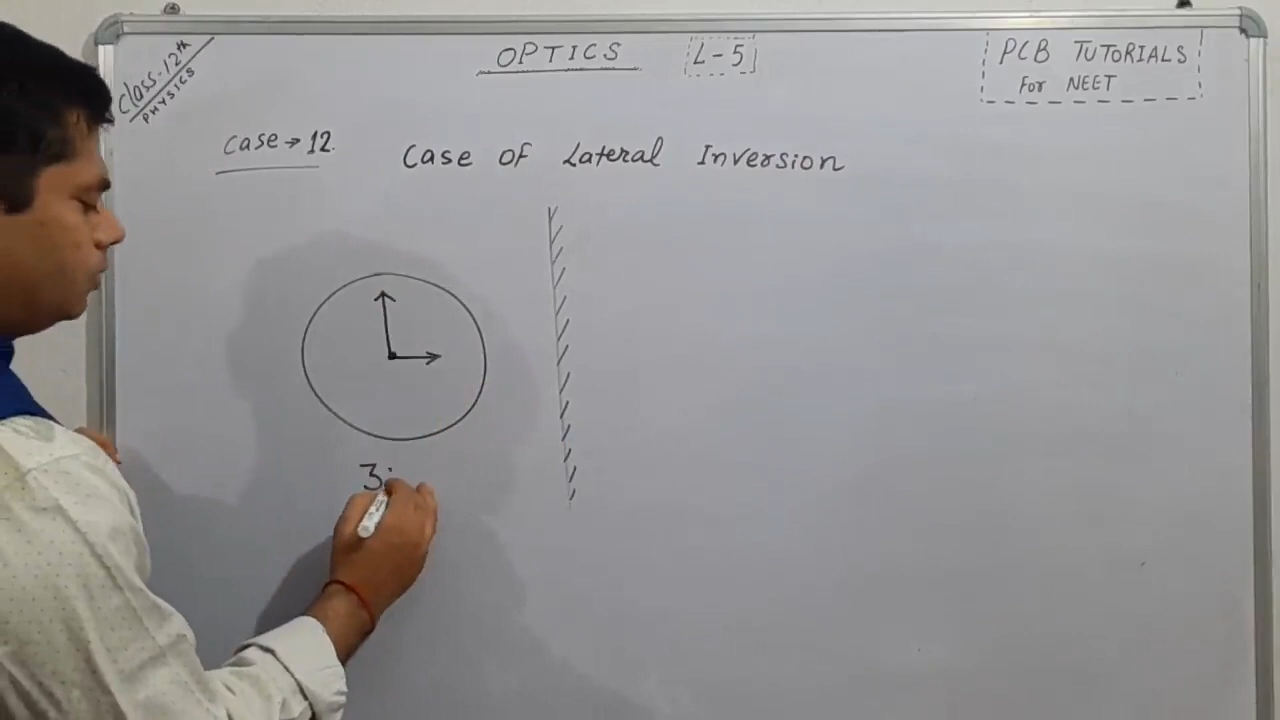 Class-12th
PHYSICS
OPTICS
L-5
PCB TUTORIALS
For NEET
Case → 12.
Case of Lateral Inversion
3: